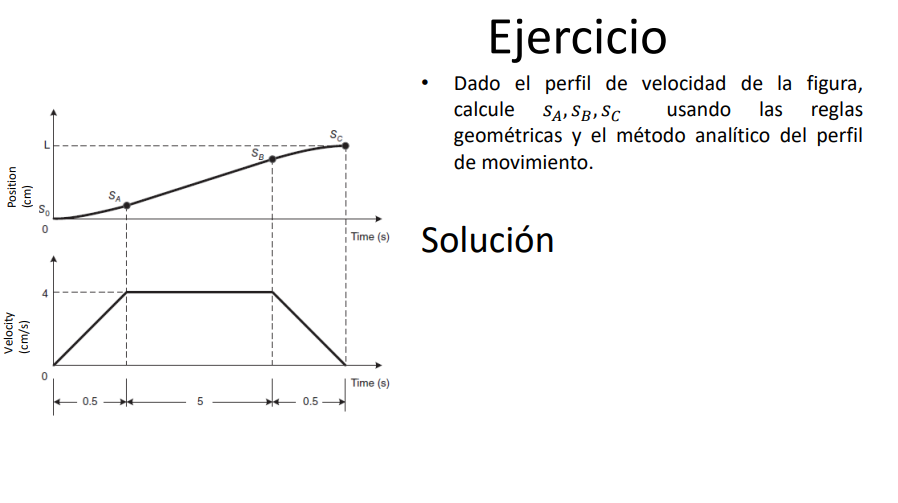 Ejercicio
• Dado el perfil de velocidad de la figura,
calcule S_A, S_B, S_C usando las reglas
geométricas y el método analítico del perfil
de movimiento.
Solución
Position
(cm)
L
S_0
0
S_A
S_B
S_C
Time (s)
Velocity
(cm/s)
4
0
Time (s)
0.5
5
0.5